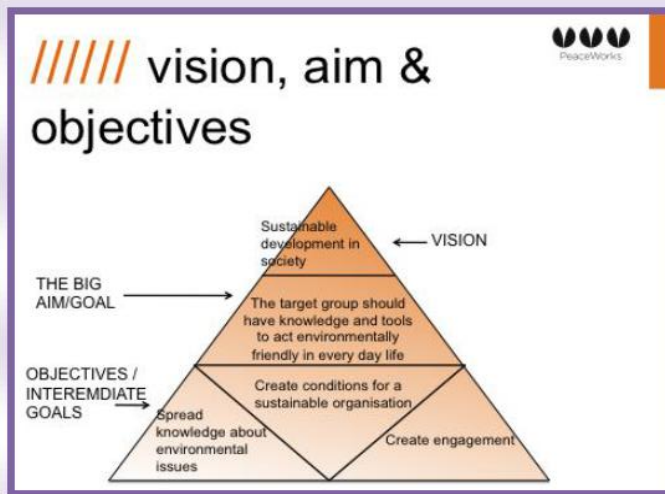 ////// vision, aim &
objectives
PeaceWorks
Sustainable
development in
society
VISION
THE BIG
AIM/GOAL
The target group should
have knowledge and tools
to act environmentally
friendly in every day life
OBJECTIVES /
INTEREMDIATE
GOALS
Create conditions for a
sustainable organisation
Spread
knowledge about
environmental
issues
Create engagement